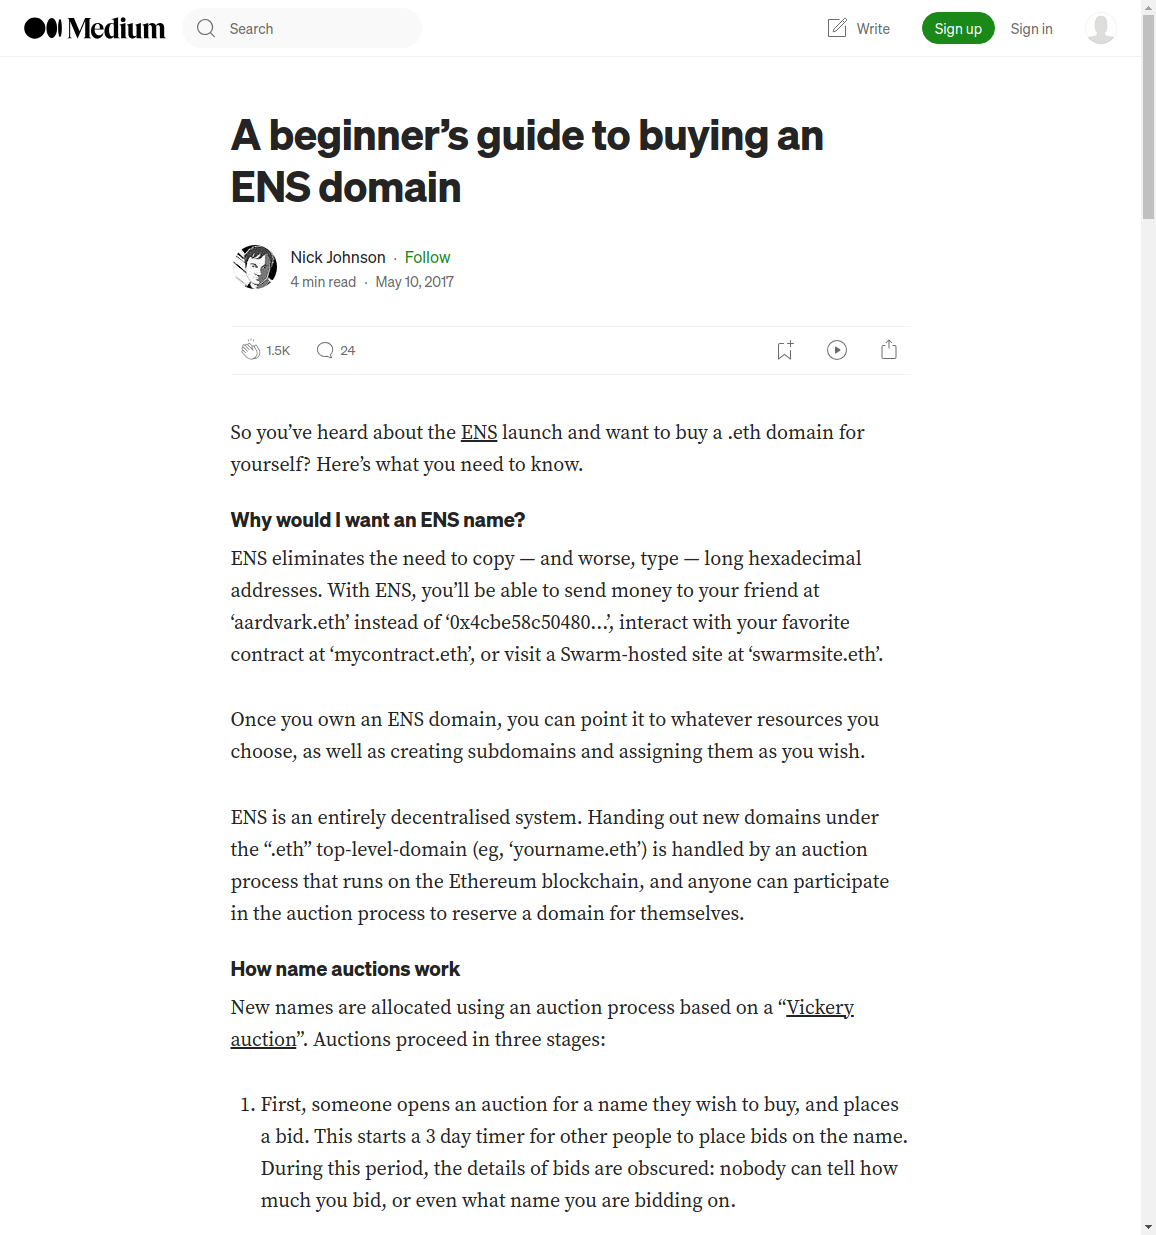 Medium
Search
Write
Sign up
Sign in
A beginner’s guide to buying an
ENS domain
Nick Johnson · Follow
4 min read · May 10, 2017
1.5K
24
So you’ve heard about the ENS launch and want to buy a .eth domain for
yourself? Here’s what you need to know.
Why would I want an ENS name?
ENS eliminates the need to copy — and worse, type — long hexadecimal
addresses. With ENS, you’ll be able to send money to your friend at
‘aardvark.eth’ instead of ‘0x4cbe58c50480…’, interact with your favorite
contract at ‘mycontract.eth’, or visit a Swarm-hosted site at ‘swarmsite.eth’.
Once you own an ENS domain, you can point it to whatever resources you
choose, as well as creating subdomains and assigning them as you wish.
ENS is an entirely decentralised system. Handing out new domains under
the “.eth” top-level-domain (eg, ‘yourname.eth’) is handled by an auction
process that runs on the Ethereum blockchain, and anyone can participate
in the auction process to reserve a domain for themselves.
How name auctions work
New names are allocated using an auction process based on a “Vickery
auction”. Auctions proceed in three stages:
1. First, someone opens an auction for a name they wish to buy, and places
a bid. This starts a 3 day timer for other people to place bids on the name.
During this period, the details of bids are obscured: nobody can tell how
much you bid, or even what name you are bidding on.